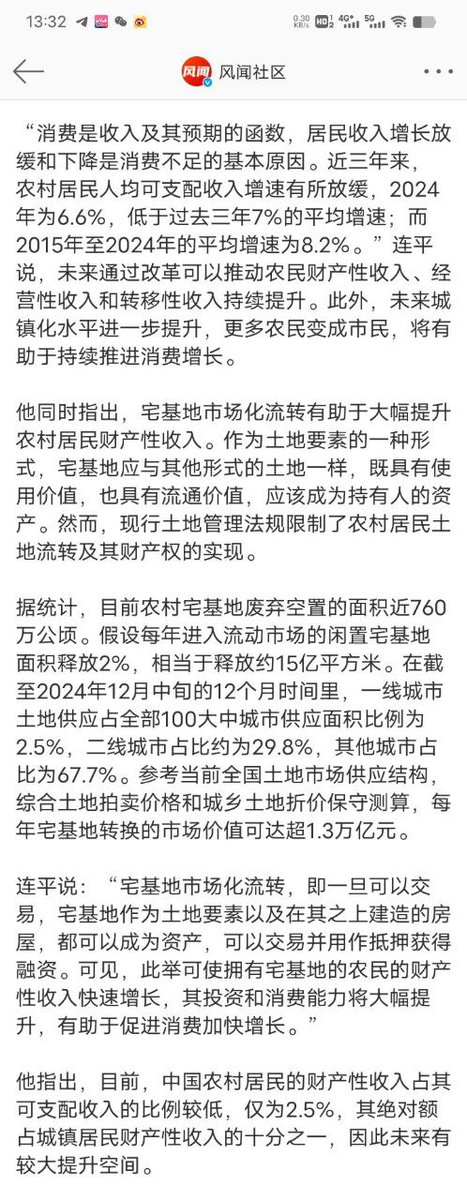 13:32
0.30
KB/s
HD
1
2
4G+
5G
风闻
风闻社区
“消费是收入及其预期的函数，居民收入增长放
缓和下降是消费不足的基本原因。近三年来，
农村居民人均可支配收入增速有所放缓，2024
年为6.6%，低于过去三年7%的平均增速；而
2015年至2024年的平均增速为8.2%。”连平
说，未来通过改革可以推动农民财产性收入、经
营性收入和转移性收入持续提升。此外，未来城
镇化水平进一步提升，更多农民变成市民，将有
助于持续推进消费增长。
他同时指出，宅基地市场化流转有助于大幅提升
农村居民财产性收入。作为土地要素的一种形
式，宅基地应与其他形式的土地一样，既具有使
用价值，也具有流通价值，应该成为持有人的资
产。然而，现行土地管理法规限制了农村居民土
地流转及其财产权的实现。
据统计，目前农村宅基地废弃空置的面积近760
万公顷。假设每年进入流动市场的闲置宅基地
面积释放2%，相当于释放约15亿平方米。在截
至2024年12月中旬的12个月时间里，一线城市
土地供应占全部100大中城市供应面积比例为
2.5%，二线城市占比约为29.8%，其他城市占
比为67.7%。参考当前全国土地市场供应结构，
综合土地拍卖价格和城乡土地折价保守测算，每
年宅基地转换的市场价值可达超1.3万亿元。
连平说：“宅基地市场化流转，即一旦可以交
易，宅基地作为土地要素以及在其之上建造的房
屋，都可以成为资产，可以交易并用作抵押获得
融资。可见，此举可使拥有宅基地的农民的财产
性收入快速增长，其投资和消费能力将大幅提
升，有助于促进消费加快增长。”
他指出，目前，中国农村居民的财产性收入占其
可支配收入的比例较低，仅为2.5%，其绝对额
占城镇居民财产性收入的十分之一，因此未来有
较大提升空间。